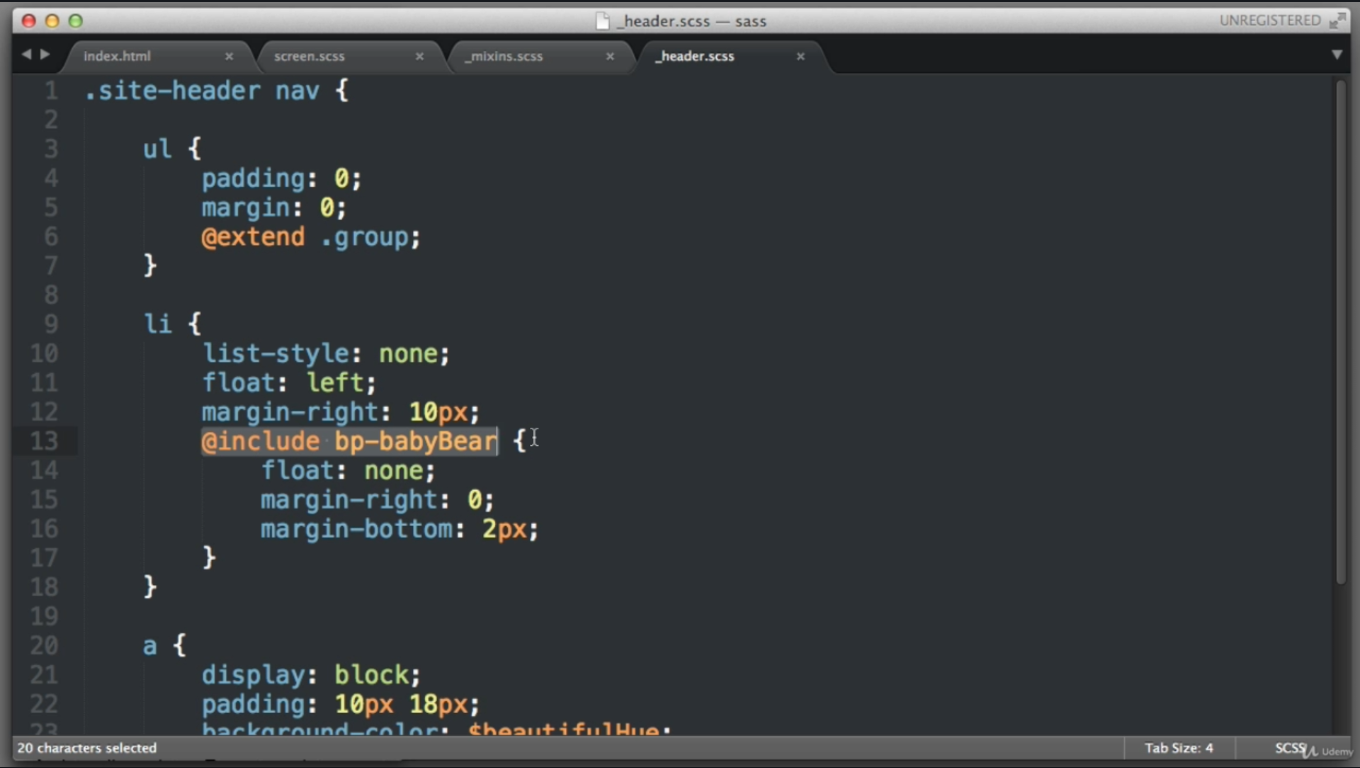 _header.scss — sass
UNREGISTERED
index.html × screen.scss × _mixins.scss × _header.scss ×
1 .site-header nav {
2
3 ul {
4 padding: 0;
5 margin: 0;
6 @extend .group;
7 }
8
9 li {
10 list-style: none;
11 float: left;
12 margin-right: 10px;
13 @include bp-babyBear {
14 float: none;
15 margin-right: 0;
16 margin-bottom: 2px;
17 }
18 }
19
20 a {
21 display: block;
22 padding: 10px 18px;
23 background-color: $beautifulHue;
20 characters selected
Tab Size: 4
SCSS
Udemy